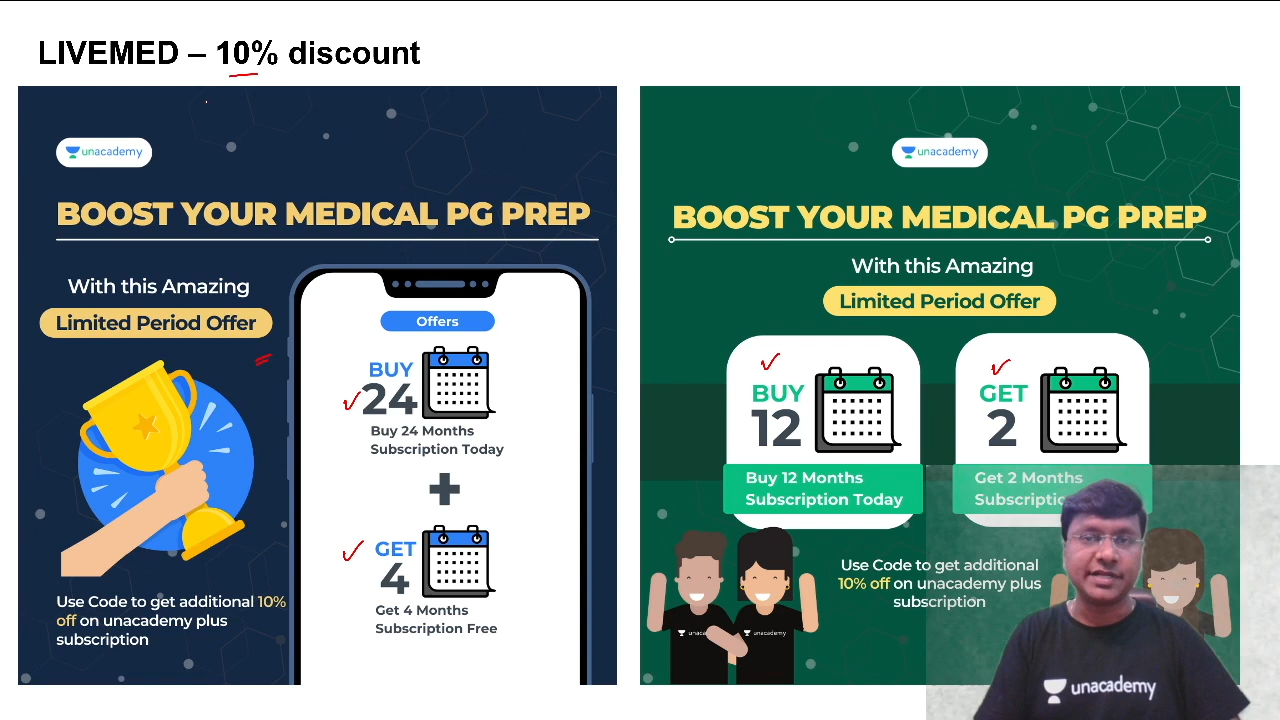 LIVEMED – 10% discount
unacademy
BOOST YOUR MEDICAL PG PREP
With this Amazing
Limited Period Offer
Offers
BUY
24
Buy 24 Months
Subscription Today
+
GET
4
Get 4 Months
Subscription Free
Use Code to get additional 10%
off on unacademy plus
subscription
unacademy
BOOST YOUR MEDICAL PG PREP
With this Amazing
Limited Period Offer
BUY
12
Buy 12 Months
Subscription Today
GET
2
Get 2 Months
Use Code to get additional
10% off on unacademy plus
subscription
unacademy
unacademy